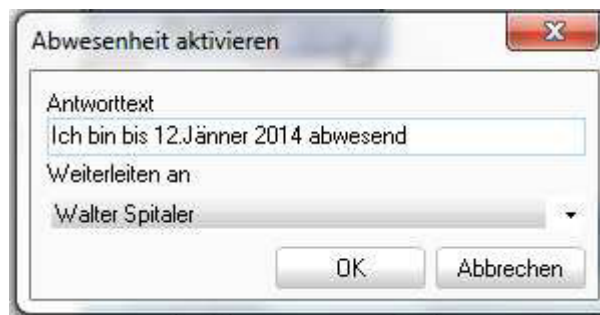 Abwesenheit aktivieren
Antworttext
Ich bin bis 12.Jänner 2014 abwesend
Weiterleiten an
Walter Spitaler
OK Abbrechen